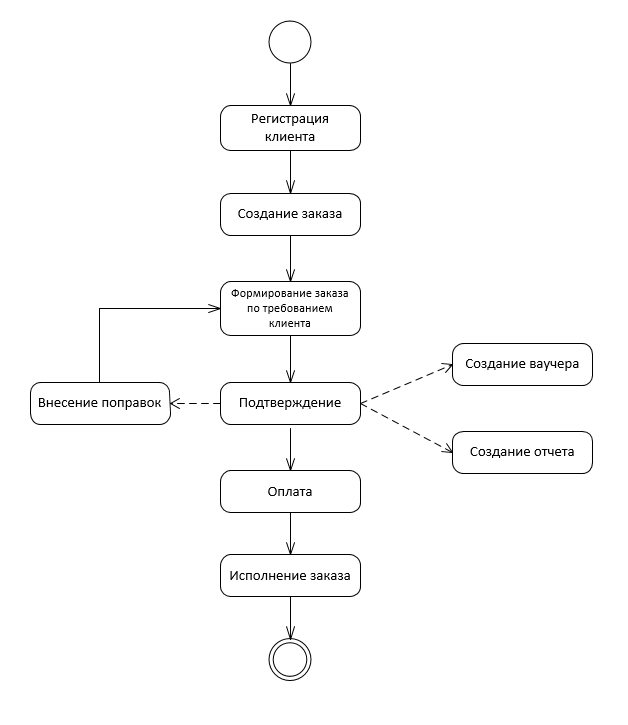 Регистрация
клиента
Создание заказа
Формирование заказа
по требованием
клиента
Создание ваучера
Внесение поправок
Подтверждение
Создание отчета
Оплата
Исполнение заказа